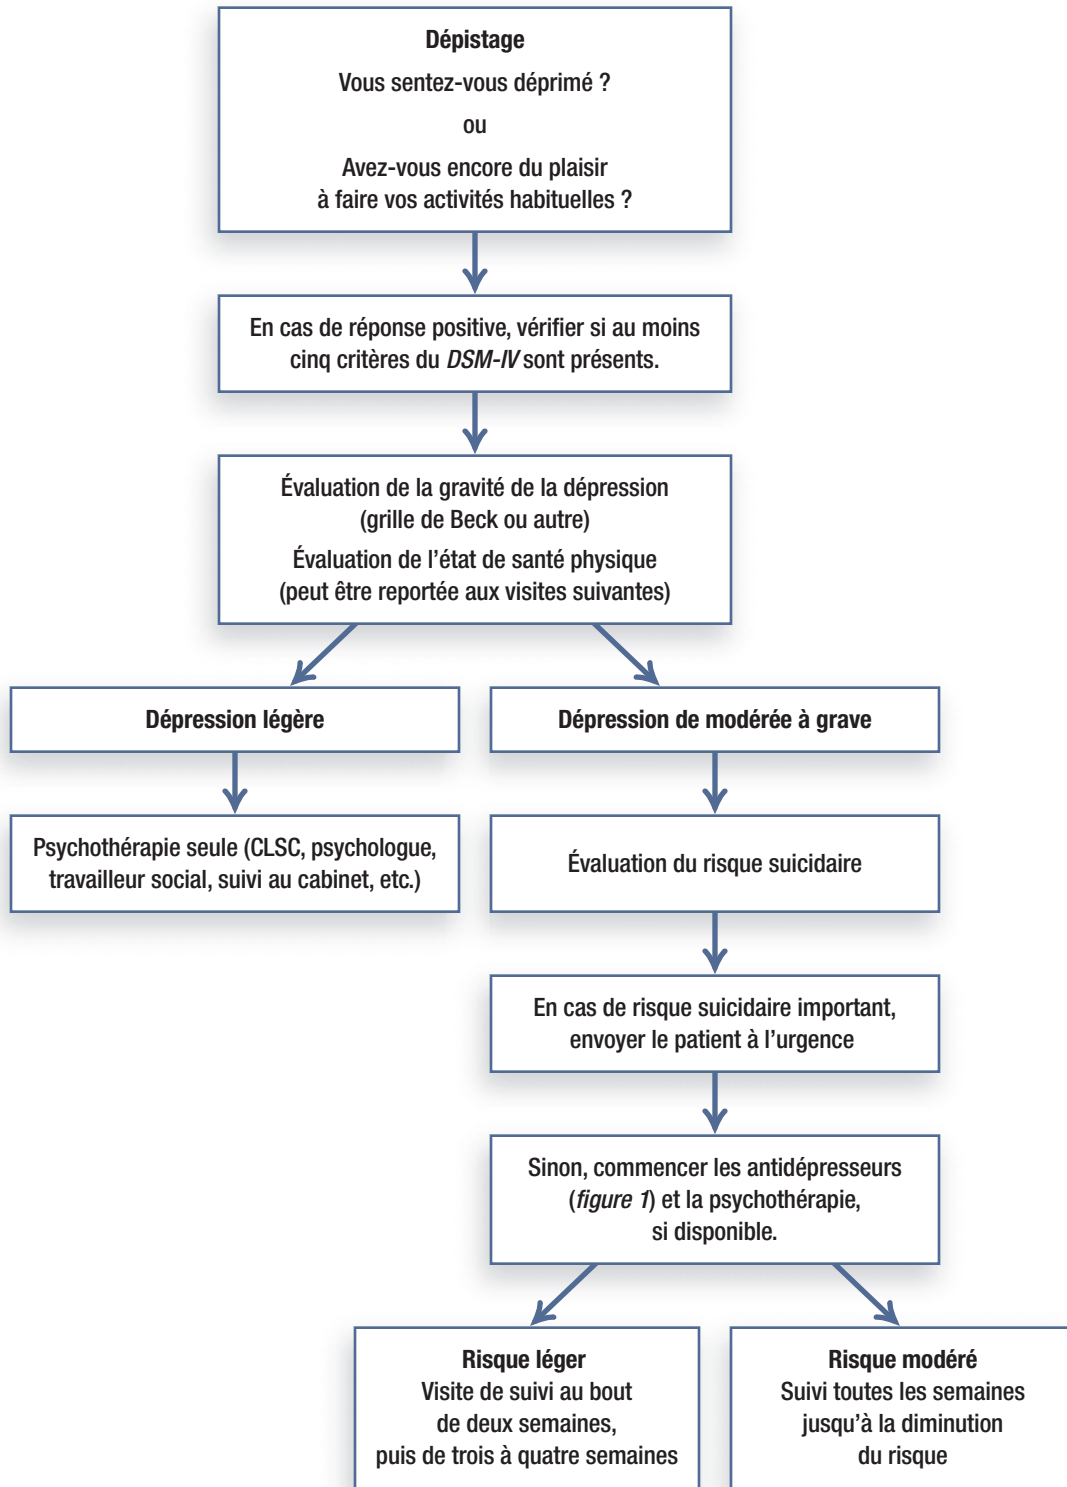 Dépistage
Vous sentez-vous déprimé ?
ou
Avez-vous encore du plaisir
à faire vos activités habituelles ?
En cas de réponse positive, vérifier si au moins
cinq critères du DSM-IV sont présents.
Évaluation de la gravité de la dépression
(grille de Beck ou autre)
Évaluation de l’état de santé physique
(peut être reportée aux visites suivantes)
Dépression légère
Dépression de modérée à grave
Psychothérapie seule (CLSC, psychologue,
travailleur social, suivi au cabinet, etc.)
Évaluation du risque suicidaire
En cas de risque suicidaire important,
envoyer le patient à l’urgence
Sinon, commencer les antidépresseurs
(figure 1) et la psychothérapie,
si disponible.
Risque léger
Visite de suivi au bout
de deux semaines,
puis de trois à quatre semaines
Risque modéré
Suivi toutes les semaines
jusqu’à la diminution
du risque